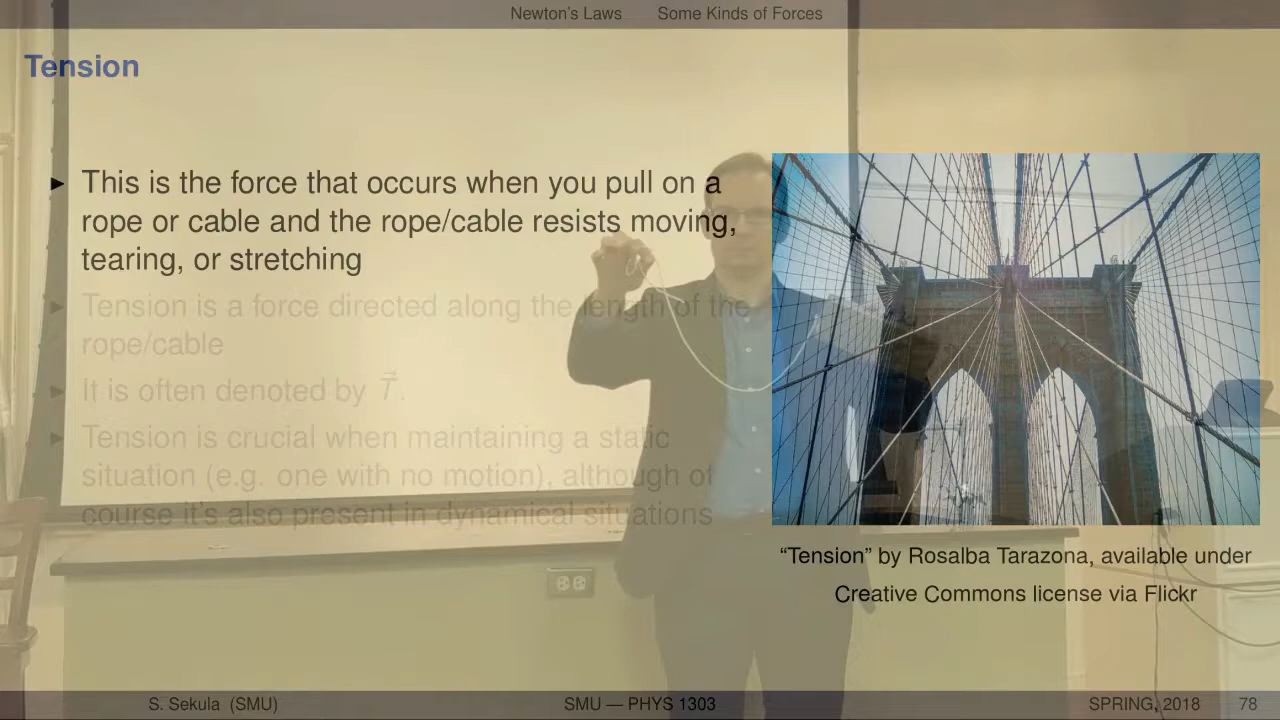 Newton's Laws Some Kinds of Forces
Tension
This is the force that occurs when you pull on a
rope or cable and the rope/cable resists moving,
tearing, or stretching
Tension is a force directed along the length of the
rope/cable
It is often denoted by T⃗.
Tension is crucial when maintaining a static
situation (e.g. one with no motion), although of
course it's also present in dynamical situations
“Tension” by Rosalba Tarazona, available under
Creative Commons license via Flickr
S. Sekula (SMU) SMU — PHYS 1303 SPRING, 2018 78